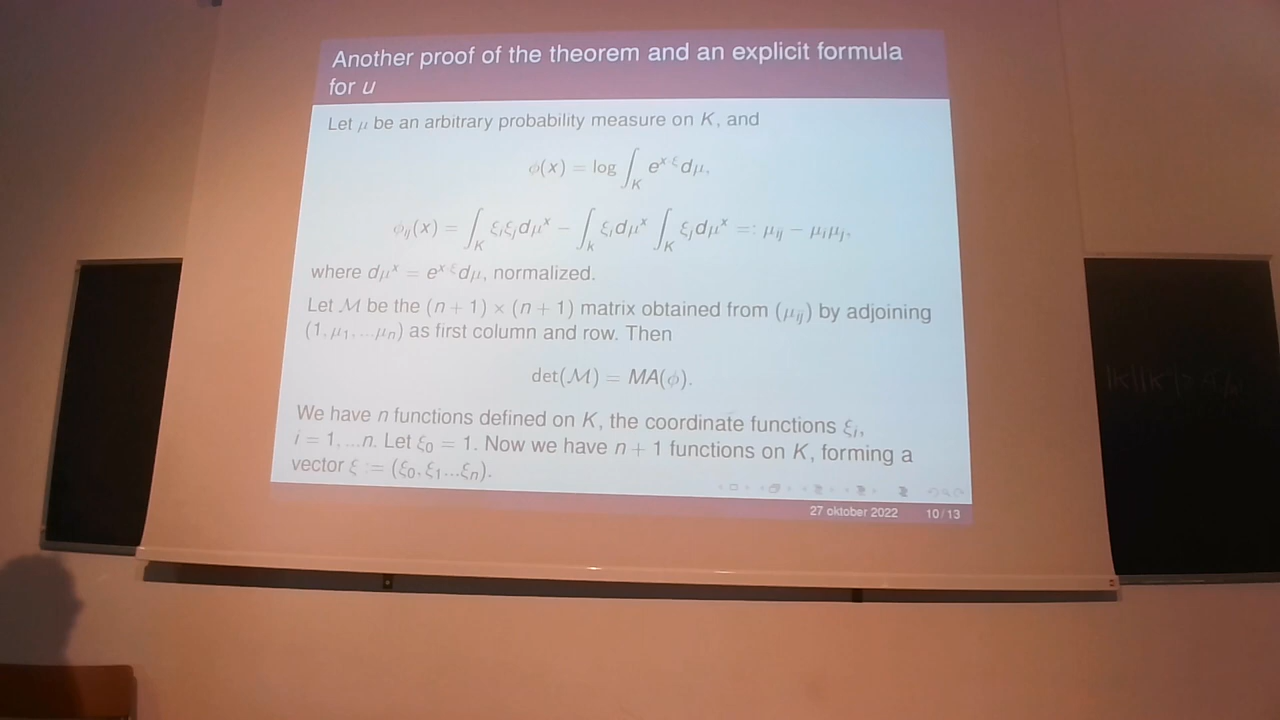 Another proof of the theorem and an explicit formula
for u
Let μ be an arbitrary probability measure on K, and
ϕ(x) = log ∫_K e^{x·ξ} dμ.
ϕ_{ij}(x) = ∫_K ξ_i ξ_j dμ^x − ∫_k ξ_i dμ^x ∫_K ξ_j dμ^x =: μ_{ij} − μ_i μ_j,
where dμ^x = e^{x·ξ} dμ, normalized.
Let ℳ be the (n + 1) × (n + 1) matrix obtained from (μ_{ij}) by adjoining
(1, μ_1, ...μ_n) as first column and row. Then
det(ℳ) = MA(ϕ).
We have n functions defined on K, the coordinate functions ξ_i,
i = 1, ...n. Let ξ_0 = 1. Now we have n + 1 functions on K, forming a
vector ξ := (ξ_0, ξ_1...ξ_n).
27 oktober 2022 10/13